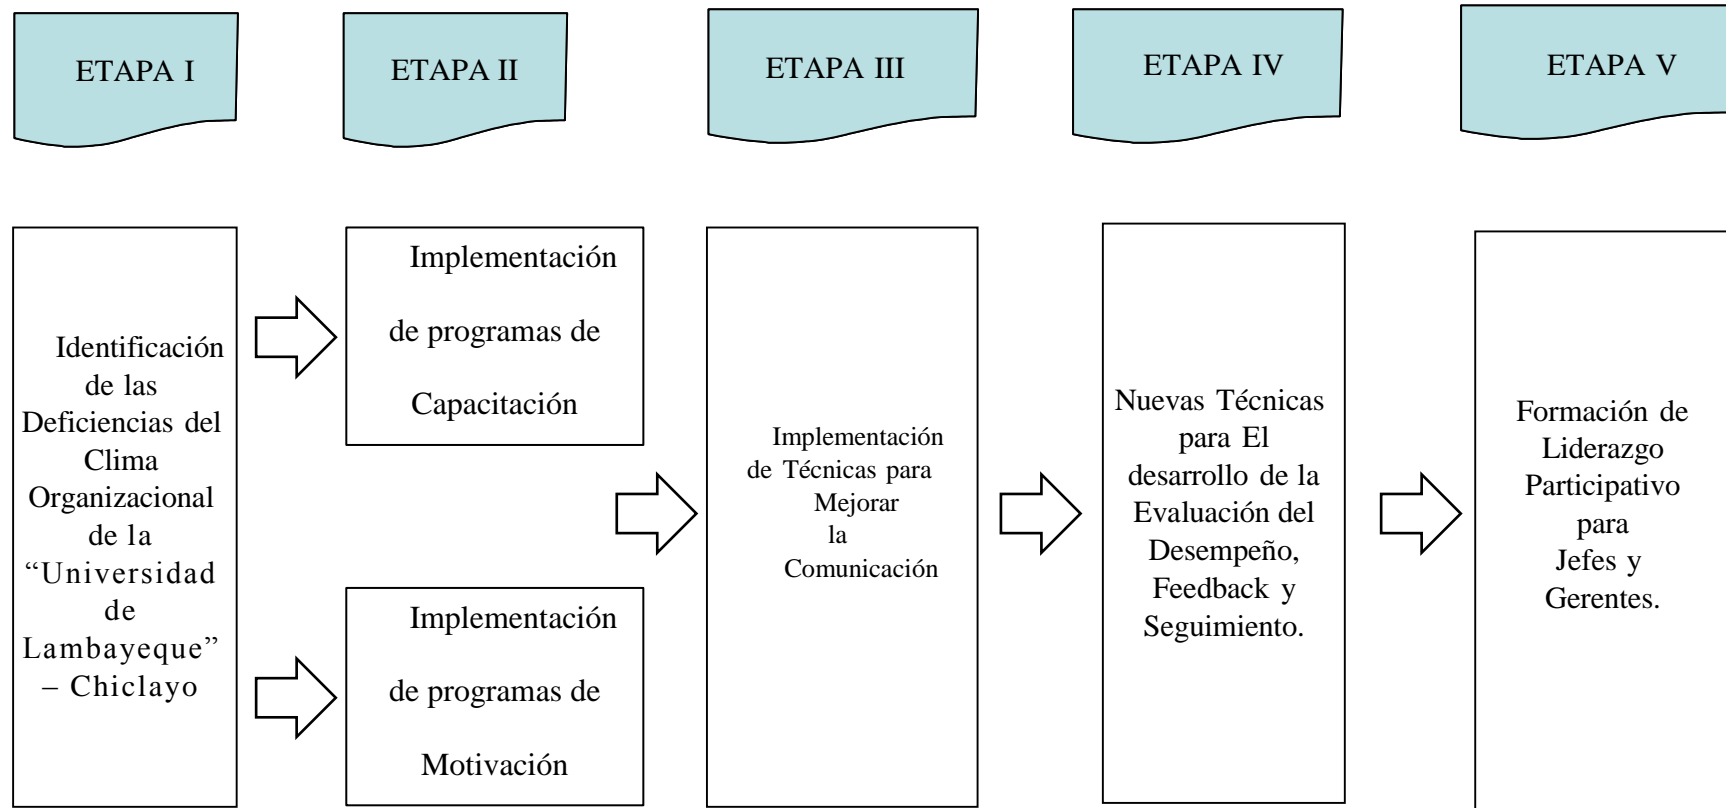 ETAPA I
ETAPA II
ETAPA III
ETAPA IV
ETAPA V
Identificación
de las
Deficiencias del
Clima
Organizacional
de la
“Universidad
de
Lambayeque”
– Chiclayo
Implementación
de programas de
Capacitación
Implementación
de programas de
Motivación
Implementación
de Técnicas para
Mejorar
la
Comunicación
Nuevas Técnicas
para El
desarrollo de la
Evaluación del
Desempeño,
Feedback y
Seguimiento.
Formación de
Liderazgo
Participativo
para
Jefes y
Gerentes.